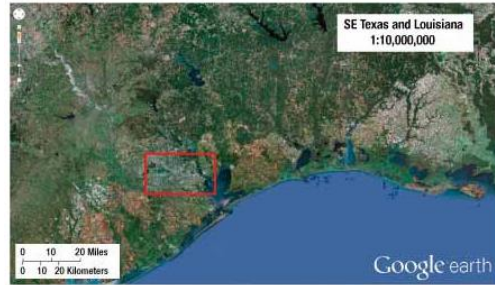 SE Texas and Louisiana
1:10,000,000
0 10 20 Miles
0 10 20 Kilometers
Google earth